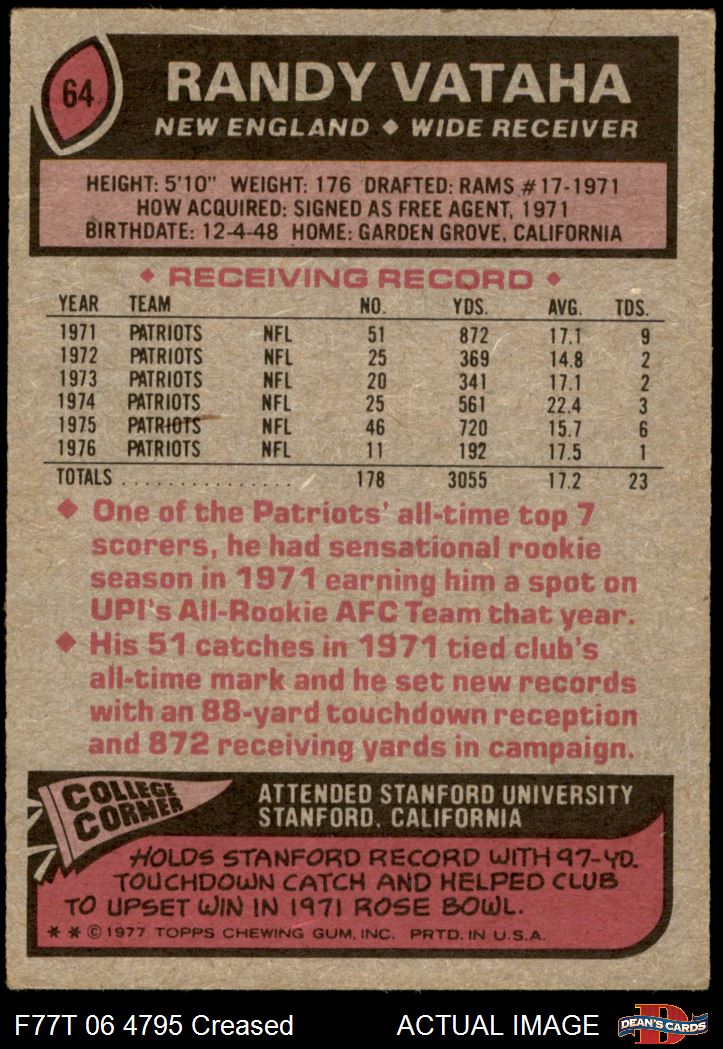 64
RANDY VATAHA
NEW ENGLAND ◆ WIDE RECEIVER
HEIGHT: 5'10" WEIGHT: 176 DRAFTED: RAMS #17-1971
HOW ACQUIRED: SIGNED AS FREE AGENT, 1971
BIRTHDATE: 12-4-48 HOME: GARDEN GROVE, CALIFORNIA
◆ RECEIVING RECORD ◆
YEAR TEAM NO. YDS. AVG. TDS.
1971 PATRIOTS NFL 51 872 17.1 9
1972 PATRIOTS NFL 25 369 14.8 2
1973 PATRIOTS NFL 20 341 17.1 2
1974 PATRIOTS NFL 25 561 22.4 3
1975 PATRIOTS NFL 46 720 15.7 6
1976 PATRIOTS NFL 11 192 17.5 1
TOTALS . . . . . . . . . . . . . . . . 178 3055 17.2 23
◆ One of the Patriots' all-time top 7
scorers, he had sensational rookie
season in 1971 earning him a spot on
UPI's All-Rookie AFC Team that year.
◆ His 51 catches in 1971 tied club's
all-time mark and he set new records
with an 88-yard touchdown reception
and 872 receiving yards in campaign.
COLLEGE
CORNER
ATTENDED STANFORD UNIVERSITY
STANFORD, CALIFORNIA
HOLDS STANFORD RECORD WITH 97-YD.
TOUCHDOWN CATCH AND HELPED CLUB
TO UPSET WIN IN 1971 ROSE BOWL.
* * © 1977 TOPPS CHEWING GUM, INC. PRTD. IN U.S.A.
F77T 06 4795 Creased ACTUAL IMAGE
D
DEAN'S CARDS